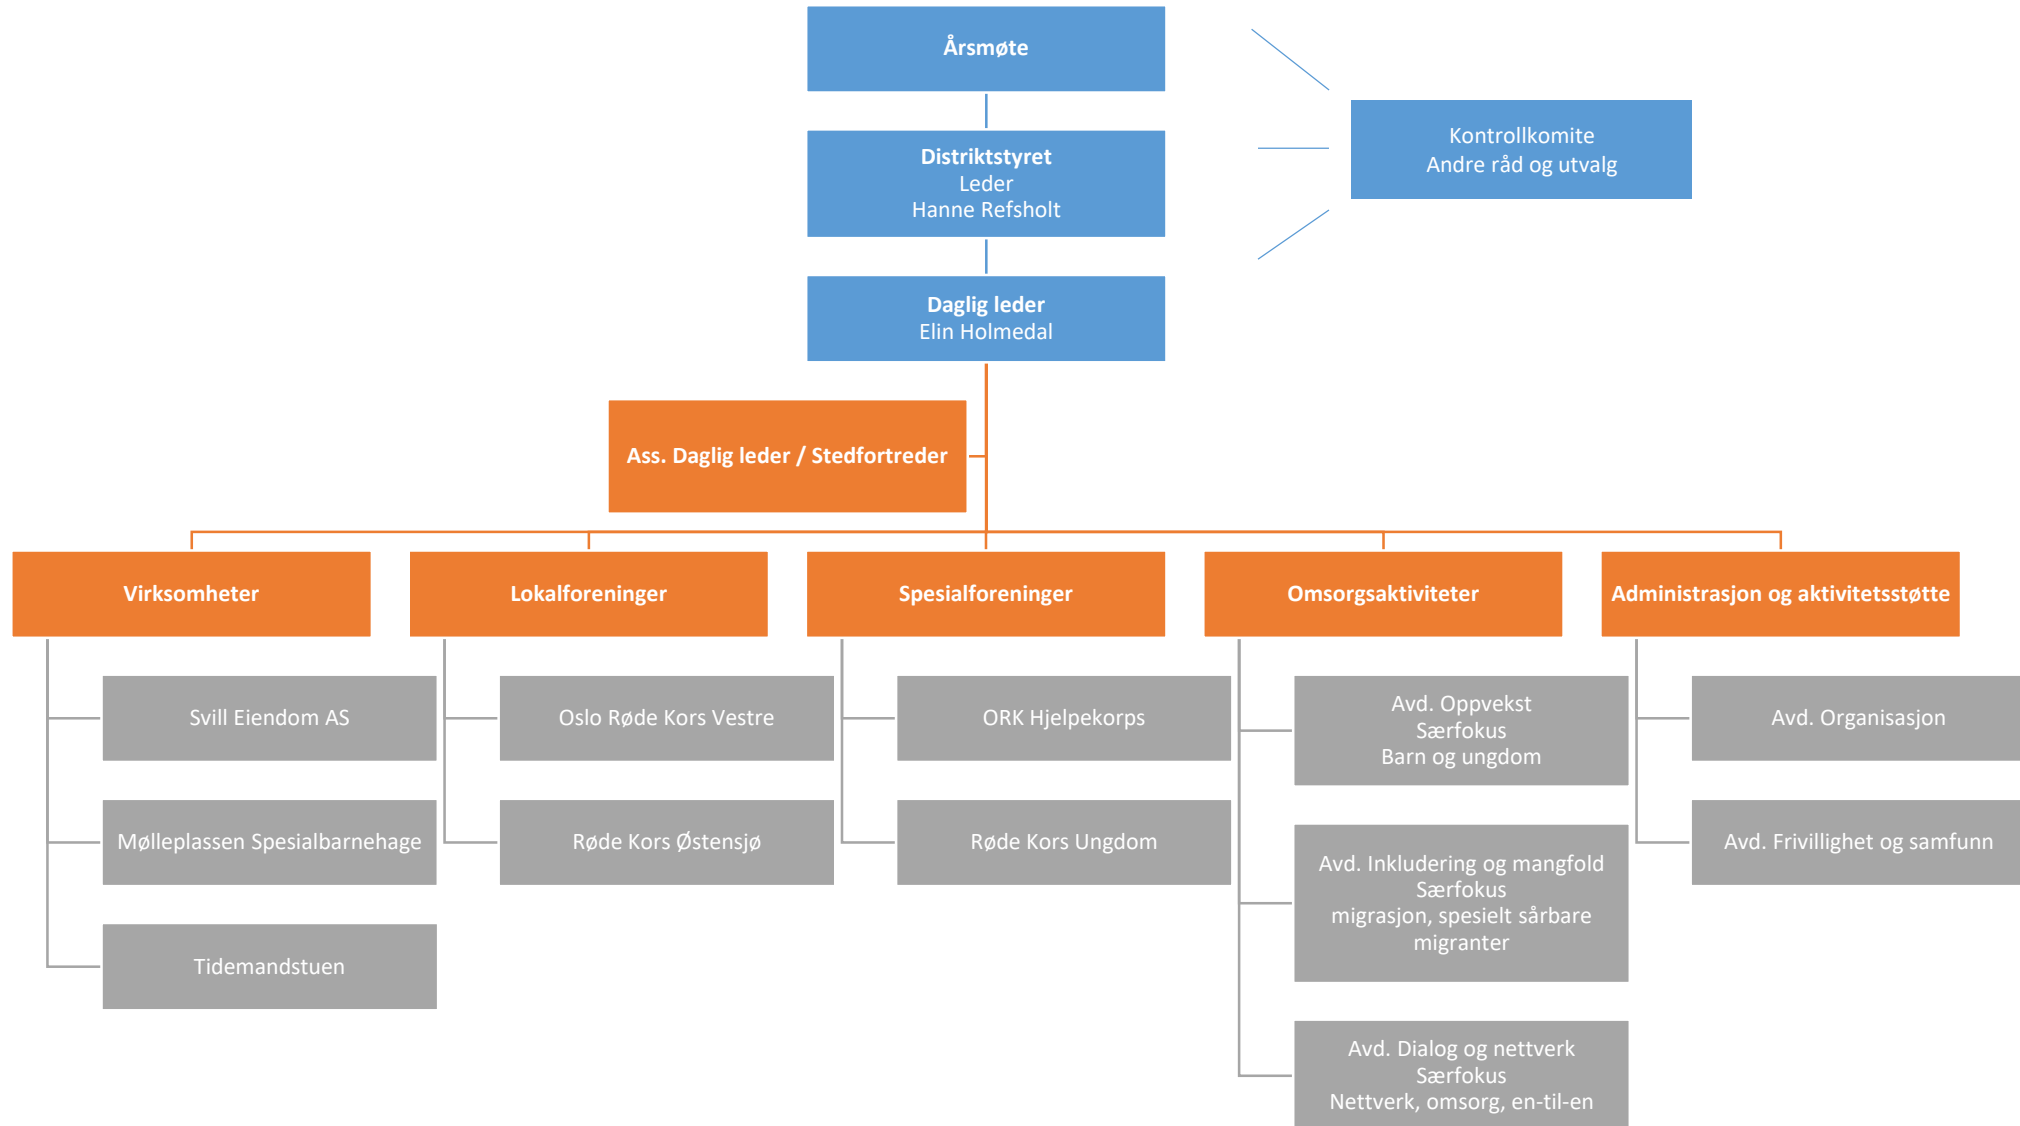 Årsmøte
Distriktstyret
Leder
Hanne Refsholt
Kontrollkomite
Andre råd og utvalg
Daglig leder
Elin Holmedal
Ass. Daglig leder / Stedfortreder
Virksomheter
Svill Eiendom AS
Mølleplassen Spesialbarnehage
Tidemandstuen
Lokalforeninger
Oslo Røde Kors Vestre
Røde Kors Østensjø
Spesialforeninger
ORK Hjelpekorps
Røde Kors Ungdom
Omsorgsaktiviteter
Avd. Oppvekst
Særfokus
Barn og ungdom
Avd. Inkludering og mangfold
Særfokus
migrasjon, spesielt sårbare
migranter
Avd. Dialog og nettverk
Særfokus
Nettverk, omsorg, en-til-en
Administrasjon og aktivitetsstøtte
Avd. Organisasjon
Avd. Frivillighet og samfunn